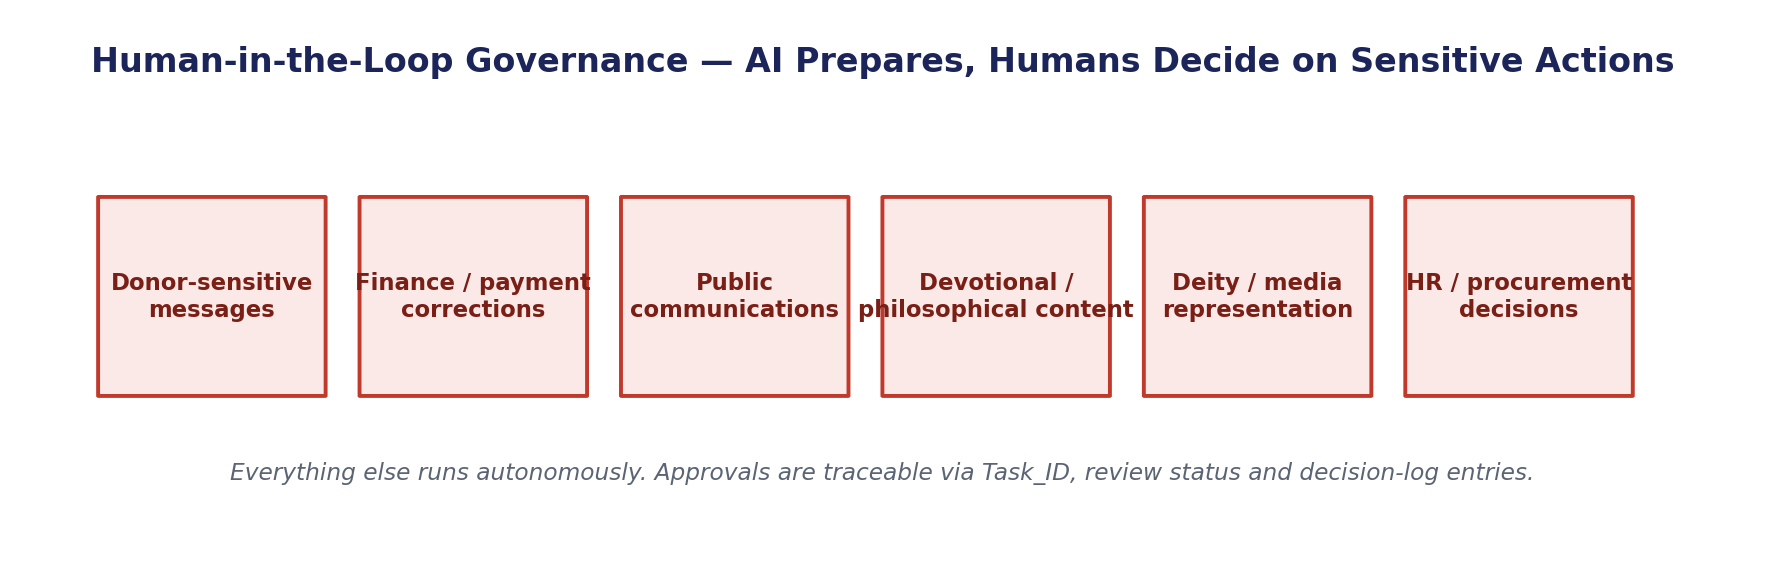 Human-in-the-Loop Governance — AI Prepares, Humans Decide on Sensitive Actions
Donor-sensitive
messages
Finance / payment
corrections
Public
communications
Devotional /
philosophical content
Deity / media
representation
HR / procurement
decisions
Everything else runs autonomously. Approvals are traceable via Task_ID, review status and decision-log entries.